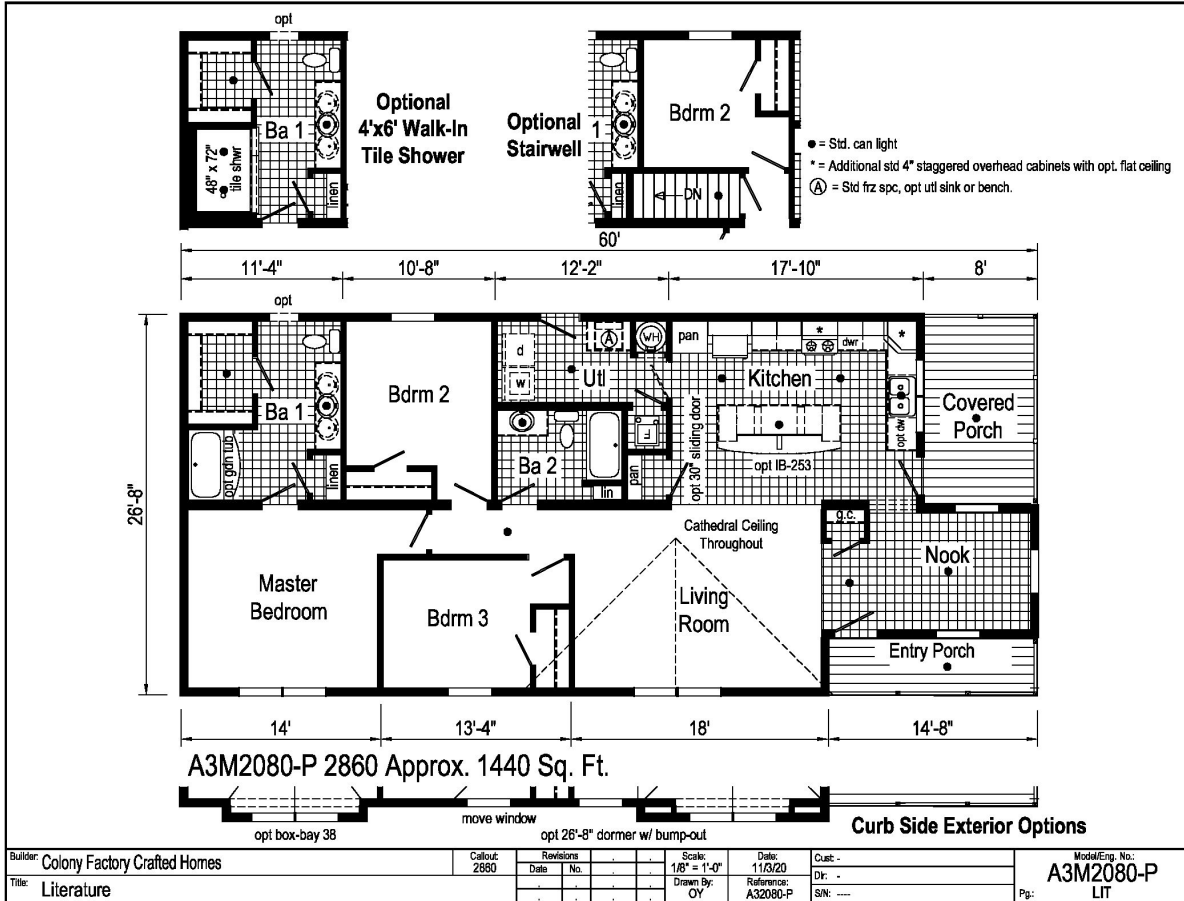 opt
Ba 1
48" x 72"
tile shwr
linen
Optional
4'x6' Walk-In
Tile Shower
Optional
Stairwell
1
linen
Bdrm 2
DN
● = Std. can light
* = Additional std 4" staggered overhead cabinets with opt. flat ceiling
Ⓐ = Std frz spc, opt utl sink or bench.
60'
11'-4"
10'-8"
12'-2"
17'-10"
8'
26'-8"
opt
Ba 1
opt gdn tub
linen
Bdrm 2
d
w
A
Utl
WH
pan
*
dwr
*
Kitchen
opt dw
opt IB-253
opt 30" sliding door
Covered
Porch
Ba 2
lin
pan
Cathedral Ceiling
Throughout
g.c.
Nook
Master
Bedroom
Bdrm 3
Living
Room
Entry Porch
14'
13'-4"
18'
14'-8"
A3M2080-P 2860 Approx. 1440 Sq. Ft.
opt box-bay 38
move window
opt 26'-8" dormer w/ bump-out
Curb Side Exterior Options
Builder: Colony Factory Crafted Homes
Title: Literature
Callout:
2860
Revisions
Date No.
Scale:
1/8" = 1'-0"
Drawn By:
OY
Date:
11/3/20
Reference:
A32080-P
Cust: -
Dlr: -
S/N: ----
Model/Eng. No.:
A3M2080-P
Pg.: LIT